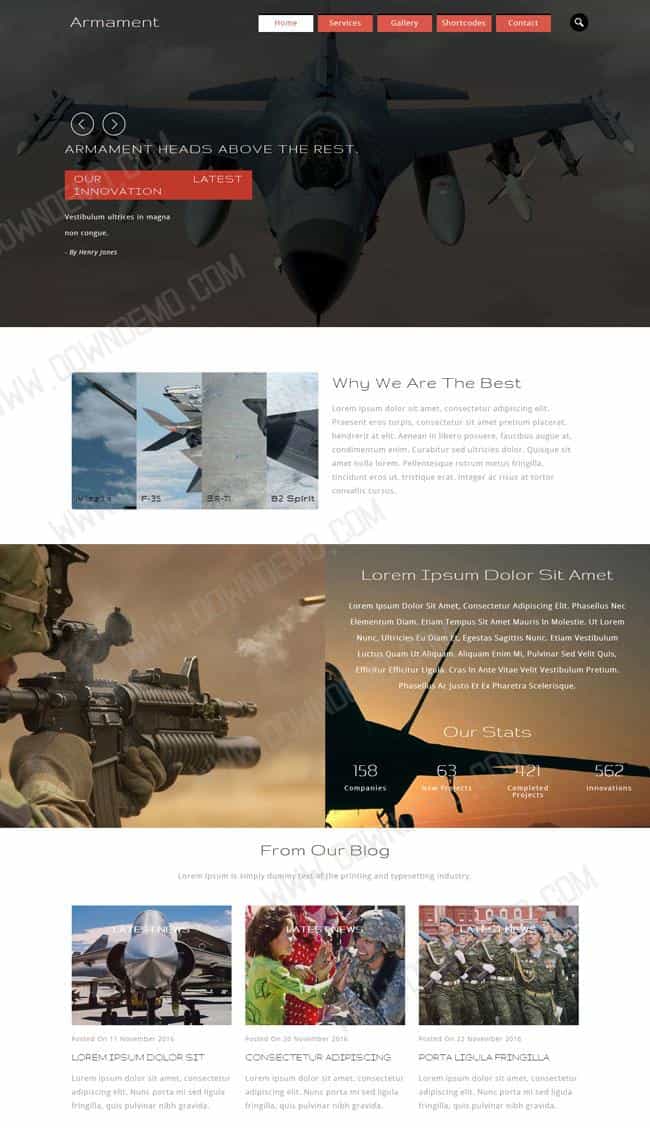 Armament
Home
Services
Gallery
Shortcodes
Contact
ARMAMENT HEADS ABOVE THE REST.
OUR LATEST
INNOVATION
Vestibulum ultrices in magna
non congue.
- By Henry Jones
WWW.DOWNDEMO.COM
Why We Are The Best
Lorem ipsum dolor sit amet, consectetur adipiscing elit.
Praesent eros turpis, consectetur sit amet pretium placerat,
hendrerit at elit. Aenean in libero posuere, faucibus augue at,
condimentum enim. Curabitur sed ultricies dolor. Quisque sit
amet nulla lorem. Pellentesque rutrum metus fringilla,
tincidunt eros ut, tristique erat. Integer ac risus at tortor
convallis cursus.
F-35
SR-71
B2 Spirit
WWW.DOWNDEMO.COM
Lorem Ipsum Dolor Sit Amet
Lorem Ipsum Dolor Sit Amet, Consectetur Adipiscing Elit. Phasellus Nec
Elementum Diam. Etiam Tempus Sit Amet Mauris In Molestie. Ut Lorem
Nunc, Ultricies Eu Diam Et, Egestas Sagittis Nunc. Etiam Vestibulum
Luctus Quam Ut Aliquam. Aliquam Enim Mi, Pulvinar Sed Velit Quis,
Efficitur Efficitur Ligula. Cras In Ante Vitae Velit Vestibulum Pretium.
Phasellus Ac Justo Et Ex Pharetra Scelerisque.
Our Stats
158
63
421
562
Companies
New Projects
Completed
Projects
Innovations
From Our Blog
Lorem Ipsum is simply dummy text of the printing and typesetting industry.
WWW.DOWNDEMO.COM
LATEST NEWS
LATEST NEWS
LATEST NEWS
Posted On 11 November 2016
LOREM IPSUM DOLOR SIT
Lorem ipsum dolor sit amet, consectetur
adipiscing elit. Nunc porta mi sed ligula
fringilla, quis pulvinar nibh gravida.
Posted On 20 November 2016
CONSECTETUR ADIPISCING
Lorem ipsum dolor sit amet, consectetur
adipiscing elit. Nunc porta mi sed ligula
fringilla, quis pulvinar nibh gravida.
Posted On 22 November 2016
PORTA LIGULA FRINGILLA
Lorem ipsum dolor sit amet, consectetur
adipiscing elit. Nunc porta mi sed ligula
fringilla, quis pulvinar nibh gravida.